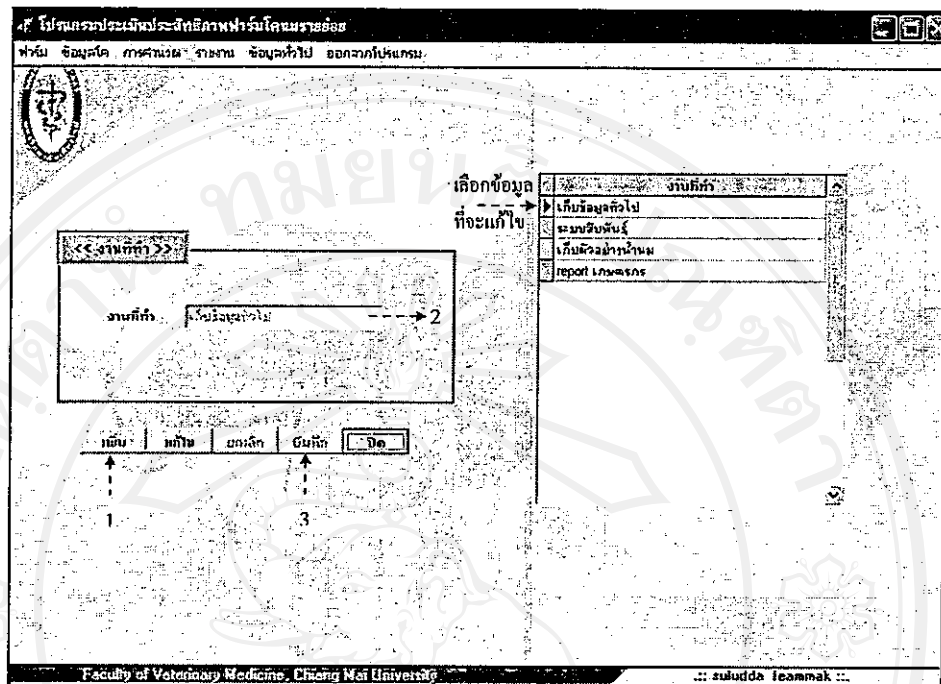 โปรแกรมประเมินประสิทธิภาพฟาร์มโคนมรายย่อย
ฟาร์ม ข้อมูลโค การคำนวณ รายงาน ข้อมูลทั่วไป ออกจากโปรแกรม
เลือกข้อมูล
ที่จะแก้ไข
งานที่ทำ
เก็บข้อมูลทั่วไป
ระบบสืบพันธุ์
เก็บตัวอย่างน้ำนม
report เกษตรกร
<< งานที่ทำ >>
งานที่ทำ เก็บข้อมูลทั่วไป 2
เพิ่ม แก้ไข ยกเลิก บันทึก ปิด
1 3
Faculty of Veterinary Medicine, Chiang Mai University
.:: suludda leammak ::.